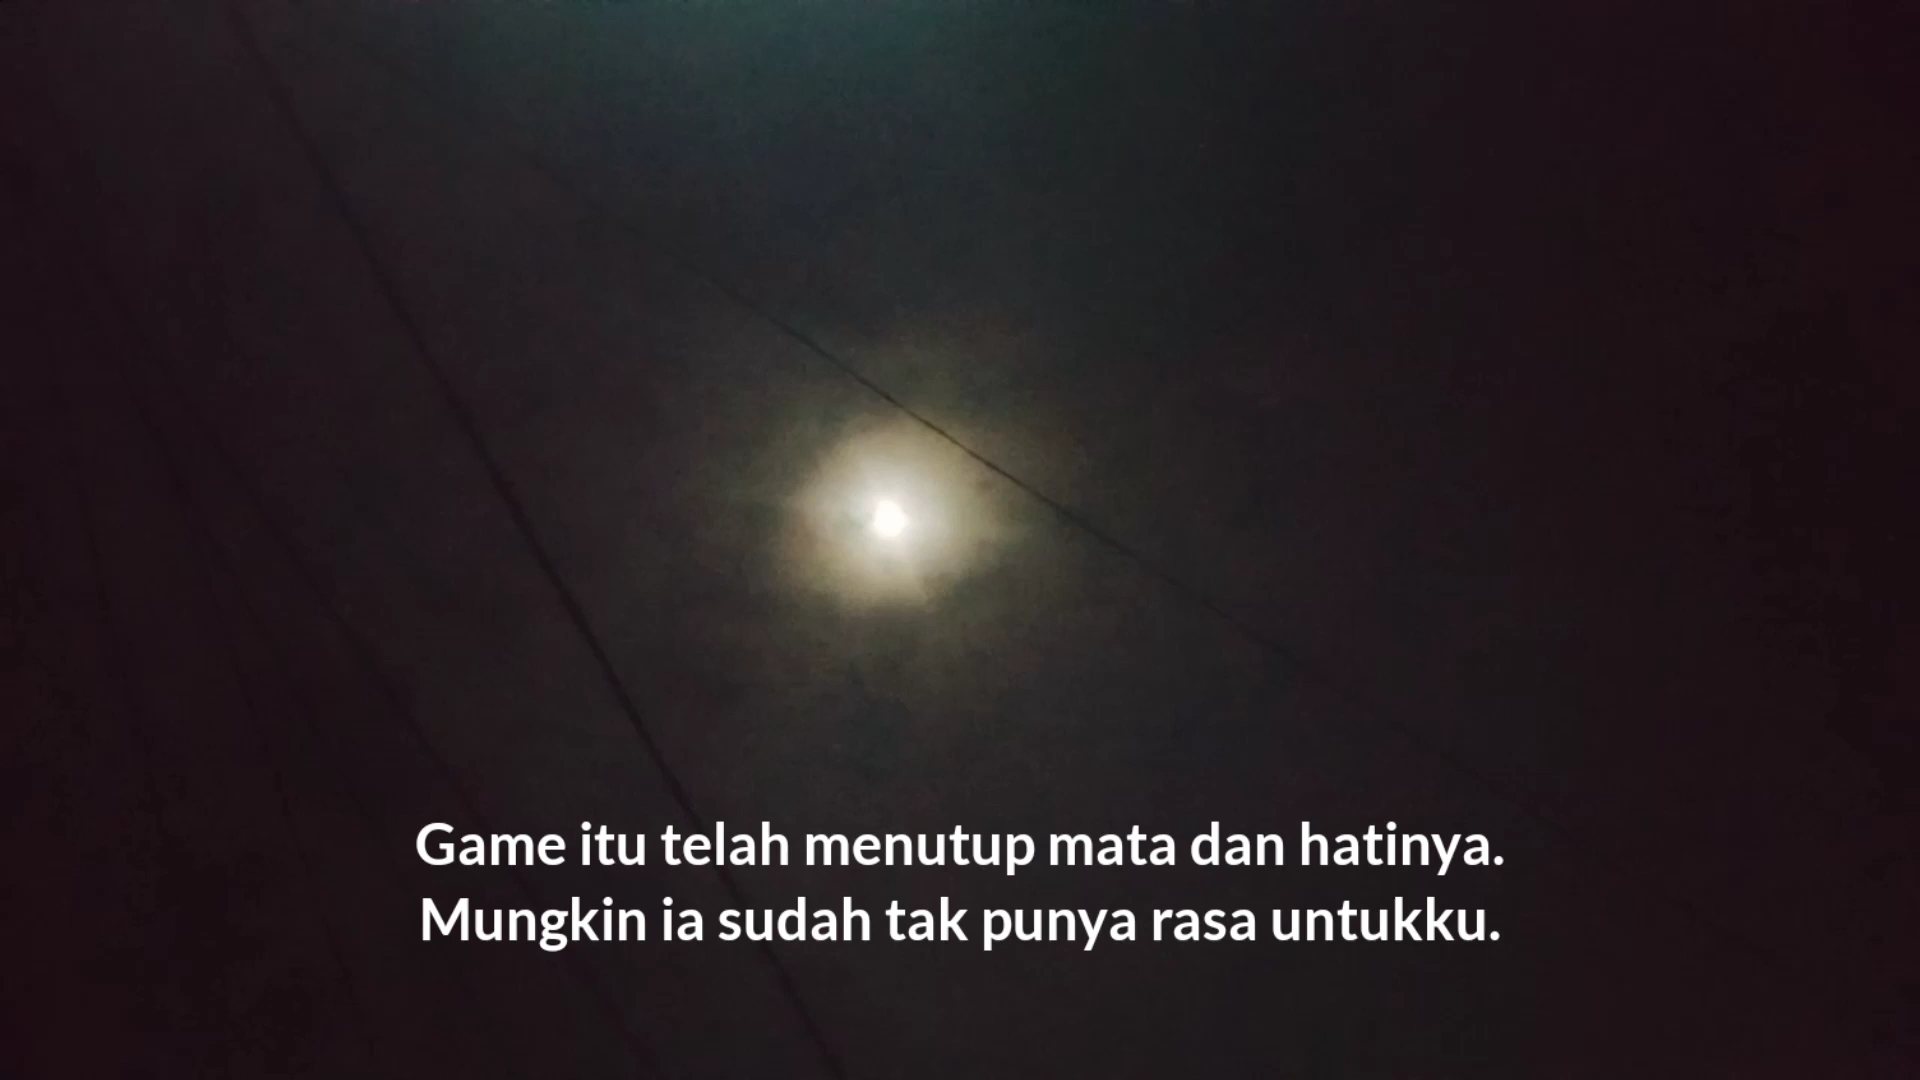 Game itu telah menutup mata dan hatinya.
Mungkin ia sudah tak punya rasa untukku.